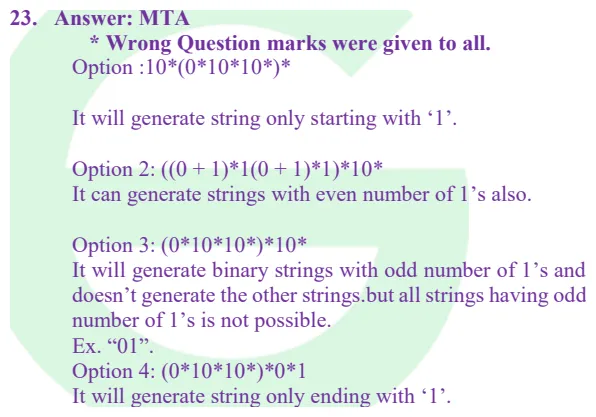 23. Answer: MTA
* Wrong Question marks were given to all.
Option :10*(0*10*10*)*
It will generate string only starting with ‘1’.
Option 2: ((0 + 1)*1(0 + 1)*1)*10*
It can generate strings with even number of 1’s also.
Option 3: (0*10*10*)*10*
It will generate binary strings with odd number of 1’s and
doesn’t generate the other strings.but all strings having odd
number of 1’s is not possible.
Ex. “01”.
Option 4: (0*10*10*)*0*1
It will generate string only ending with ‘1’.